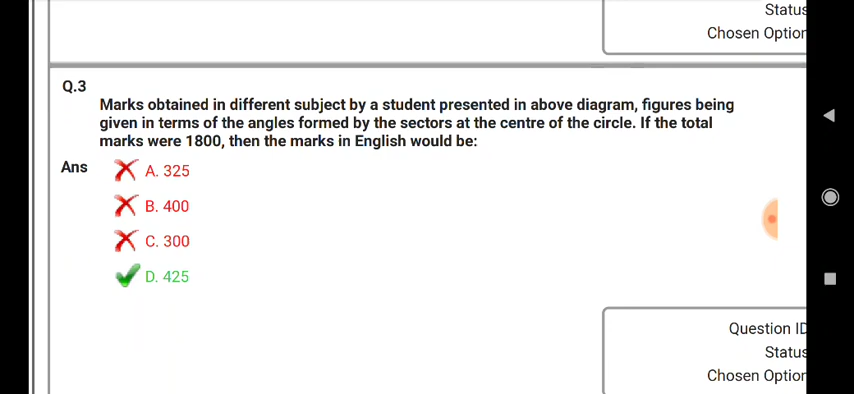 Status
Chosen Option
Q.3
Marks obtained in different subject by a student presented in above diagram, figures being
given in terms of the angles formed by the sectors at the centre of the circle. If the total
marks were 1800, then the marks in English would be:
Ans
A. 325
B. 400
C. 300
D. 425
Question ID
Status
Chosen Option